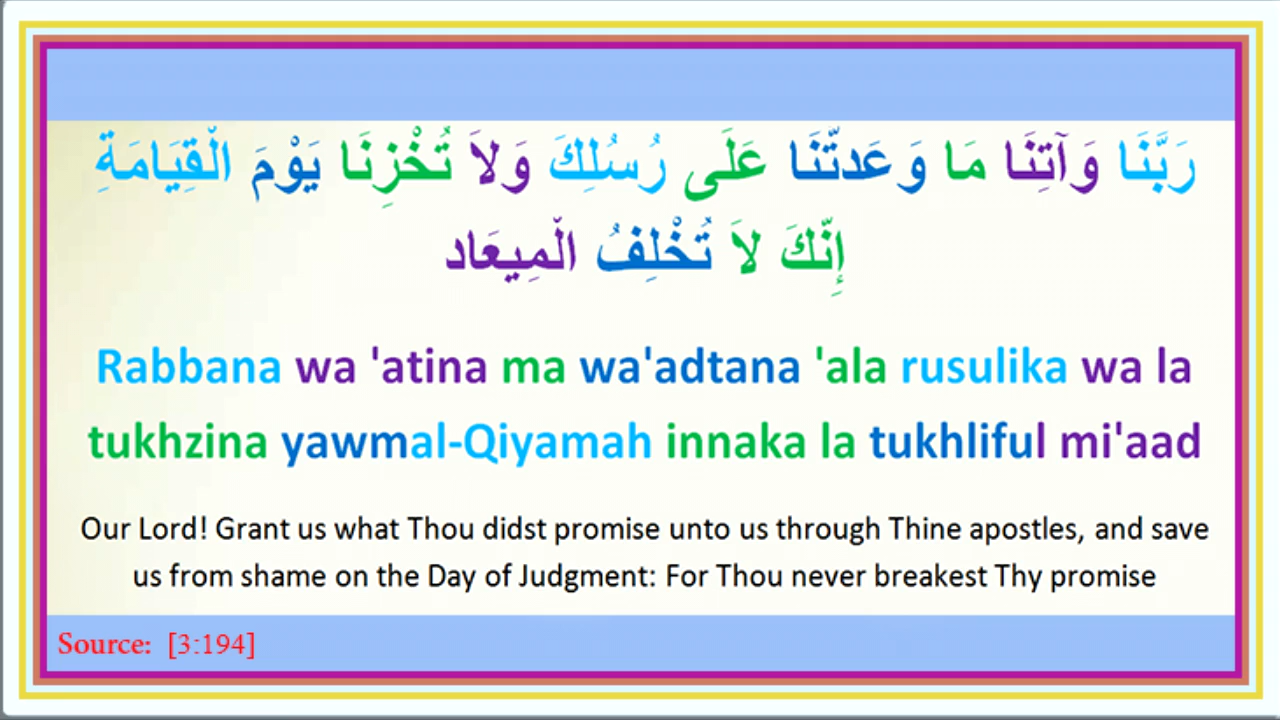 رَبَّنَا وَآتِنَا مَا وَعَدتَّنَا عَلَى رُسُلِكَ وَلاَ تُخْزِنَا يَوْمَ الْقِيَامَةِ
إِنَّكَ لاَ تُخْلِفُ الْمِيعَاد
Rabbana wa 'atina ma wa'adtana 'ala rusulika wa la
tukhzina yawmal-Qiyamah innaka la tukhliful mi'aad
Our Lord! Grant us what Thou didst promise unto us through Thine apostles, and save
us from shame on the Day of Judgment: For Thou never breakest Thy promise
Source: [3:194]